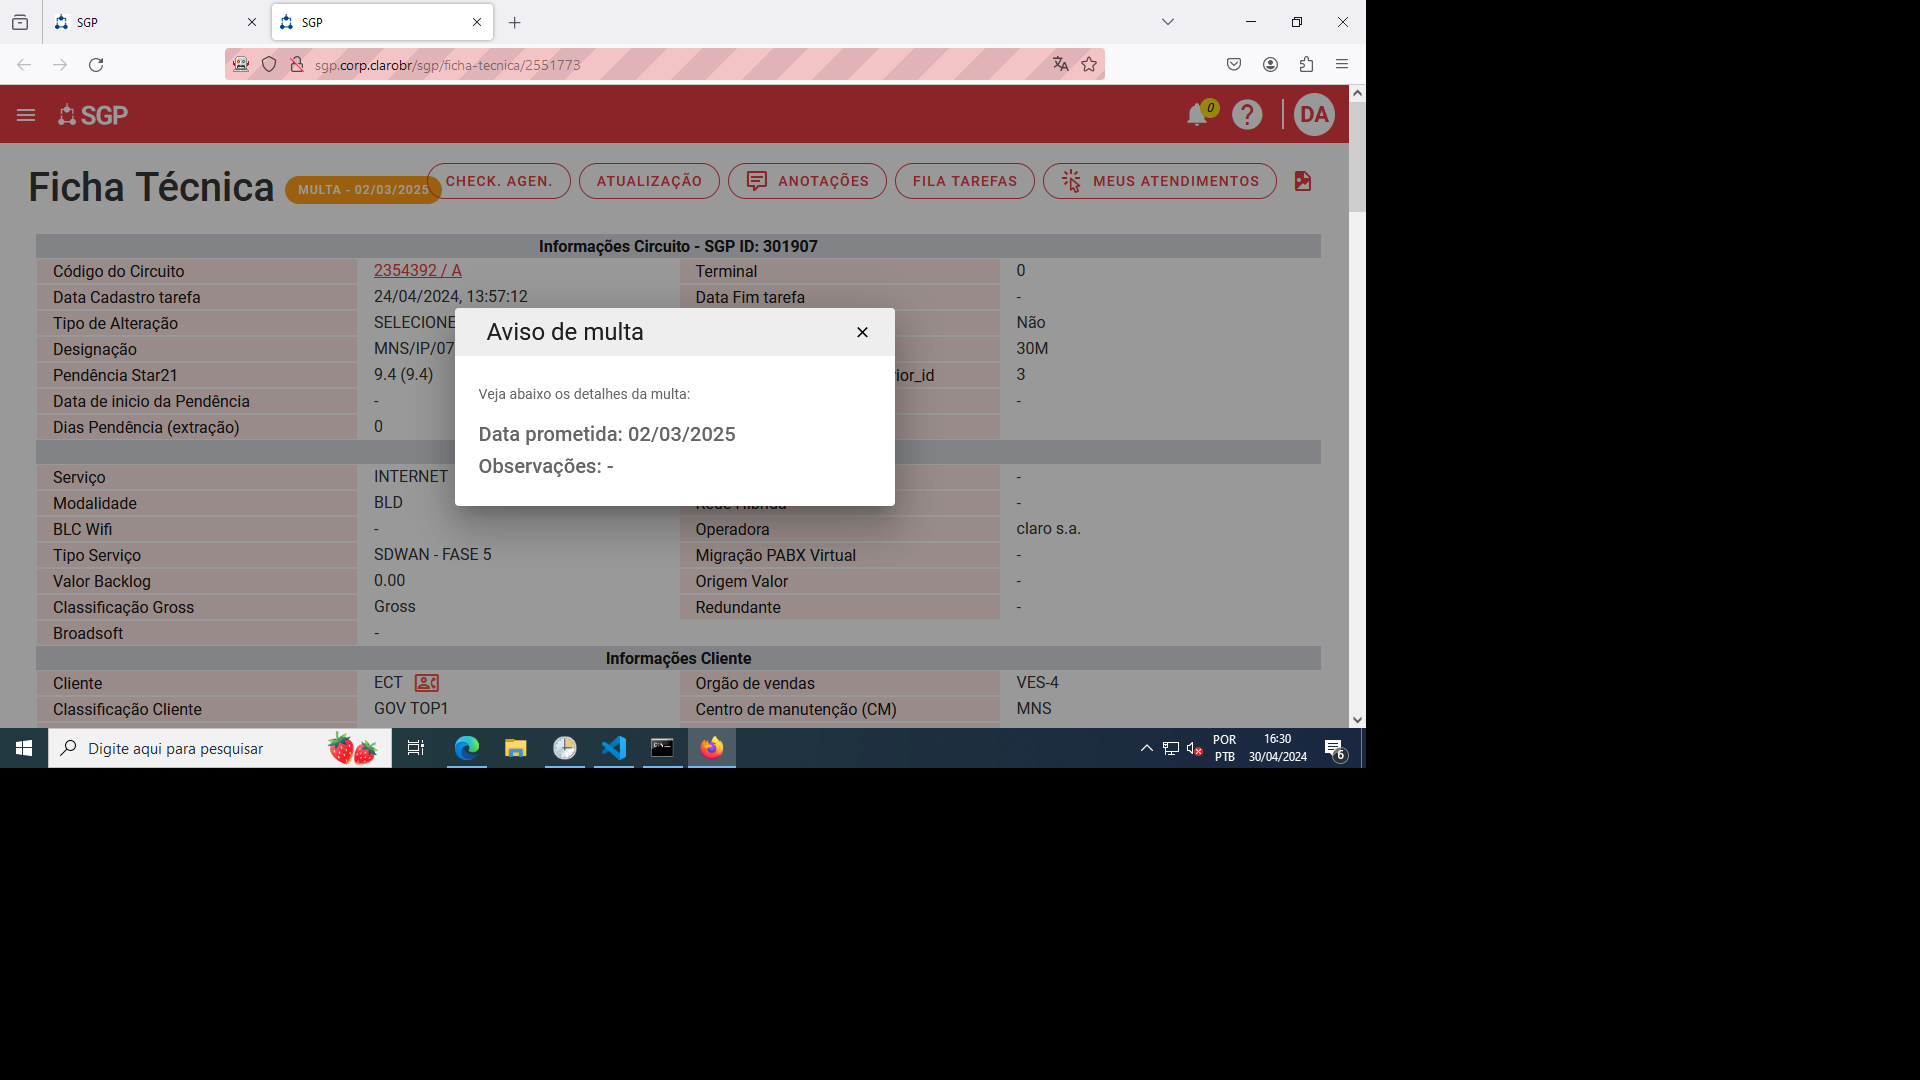 SGP
SGP
sgp.corp.clarobr/sgp/ficha-tecnica/2551773
SGP
0
DA
Ficha Técnica
MULTA - 02/03/2025
CHECK. AGEN.
ATUALIZAÇÃO
ANOTAÇÕES
FILA TAREFAS
MEUS ATENDIMENTOS
Informações Circuito - SGP ID: 301907
Código do Circuito 2354392 / A Terminal 0
Data Cadastro tarefa 24/04/2024, 13:57:12 Data Fim tarefa -
Tipo de Alteração SELECIONE Não
Designação MNS/IP/07 30M
Pendência Star21 9.4 (9.4) ior_id 3
Data de inicio da Pendência - -
Dias Pendência (extração) 0
Aviso de multa
Veja abaixo os detalhes da multa:
Data prometida: 02/03/2025
Observações: -
Serviço INTERNET -
Modalidade BLD Rede Híbrida -
BLC Wifi - Operadora claro s.a.
Tipo Serviço SDWAN - FASE 5 Migração PABX Virtual -
Valor Backlog 0.00 Origem Valor -
Classificação Gross Gross Redundante -
Broadsoft -
Informações Cliente
Cliente ECT Orgão de vendas VES-4
Classificação Cliente GOV TOP1 Centro de manutenção (CM) MNS
Digite aqui para pesquisar
POR
PTB
16:30
30/04/2024
6